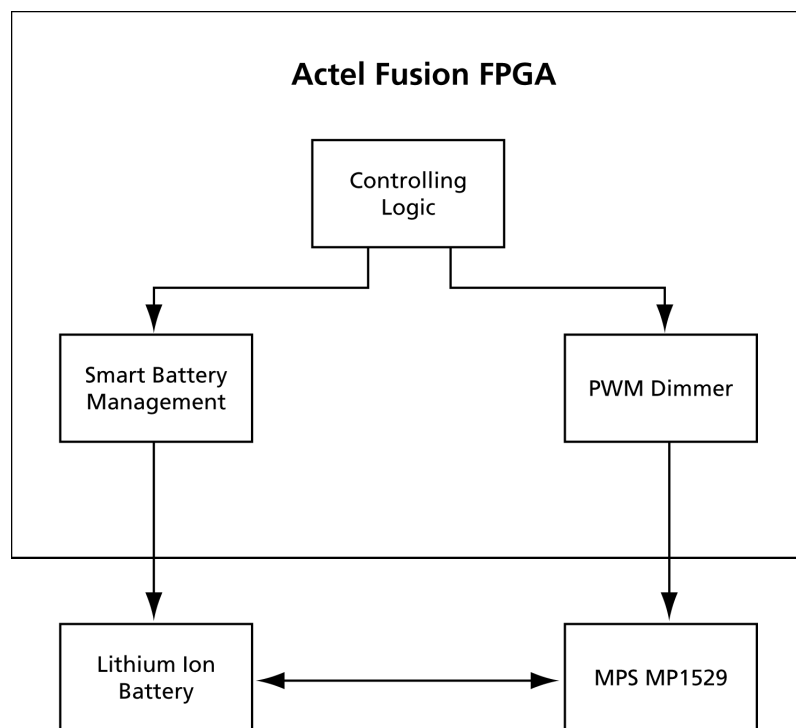 Actel Fusion FPGA
Controlling
Logic
Smart Battery
Management
PWM Dimmer
Lithium Ion
Battery
MPS MP1529